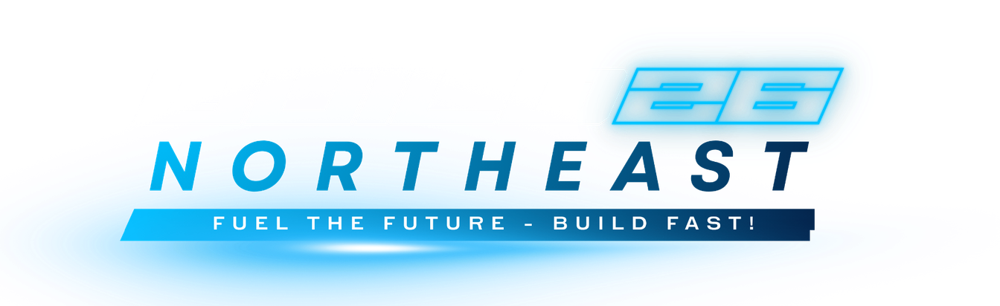 26
NORTHEAST
FUEL THE FUTURE - BUILD FAST!